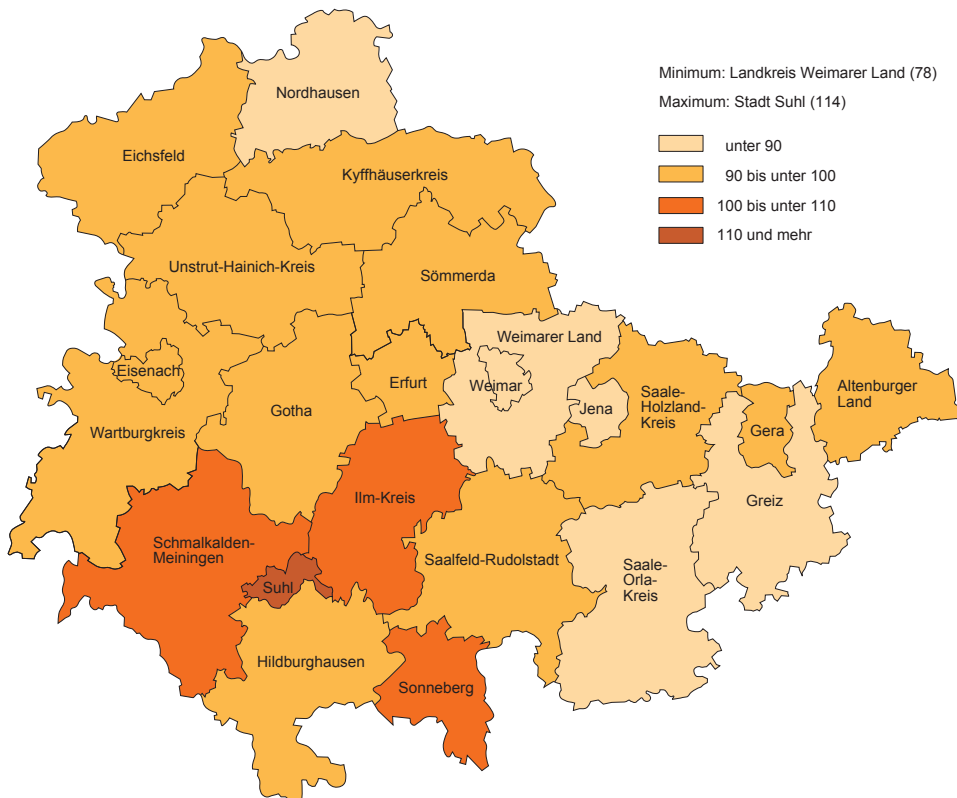 Minimum: Landkreis Weimarer Land (78)
Maximum: Stadt Suhl (114)
unter 90
90 bis unter 100
100 bis unter 110
110 und mehr
Nordhausen
Eichsfeld
Kyffhäuserkreis
Unstrut-Hainich-Kreis
Sömmerda
Weimarer Land
Eisenach
Erfurt
Weimar
Jena
Saale-
Holzland-
Kreis
Altenburger
Land
Gotha
Gera
Wartburgkreis
Ilm-Kreis
Greiz
Schmalkalden-
Meiningen
Saalfeld-Rudolstadt
Saale-
Orla-
Kreis
Suhl
Hildburghausen
Sonneberg